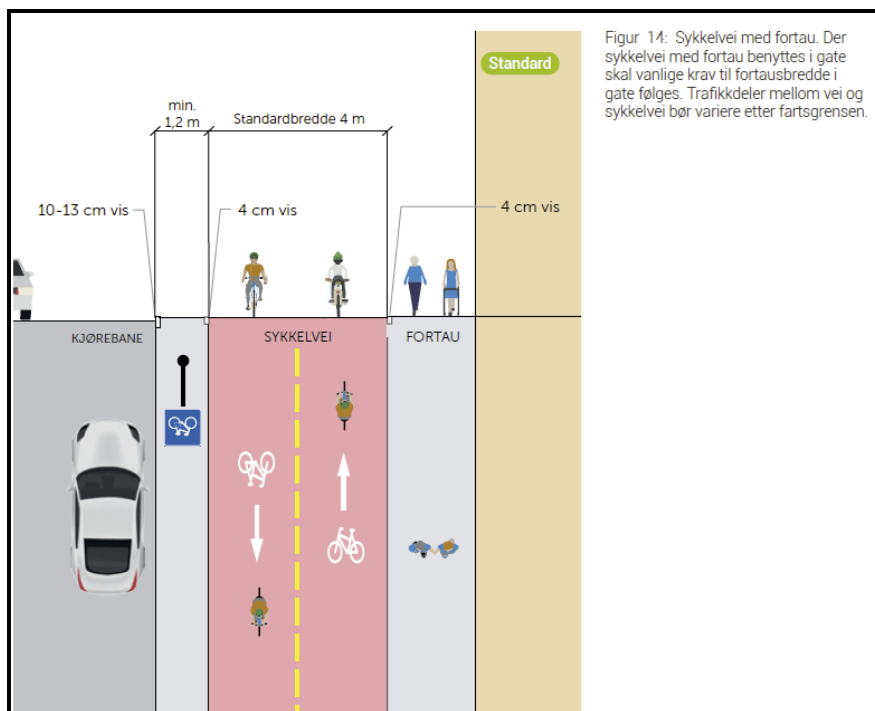 Figur 14: Sykkelvei med fortau. Der
sykkelvei med fortau benyttes i gate
skal vanlige krav til fortausbredde i
gate følges. Trafikkdeler mellom vei og
sykkelvei bør variere etter fartsgrensen.
Standard
min.
1,2 m
Standardbredde 4 m
10-13 cm vis
4 cm vis
4 cm vis
KJØREBANE
SYKKELVEI
FORTAU